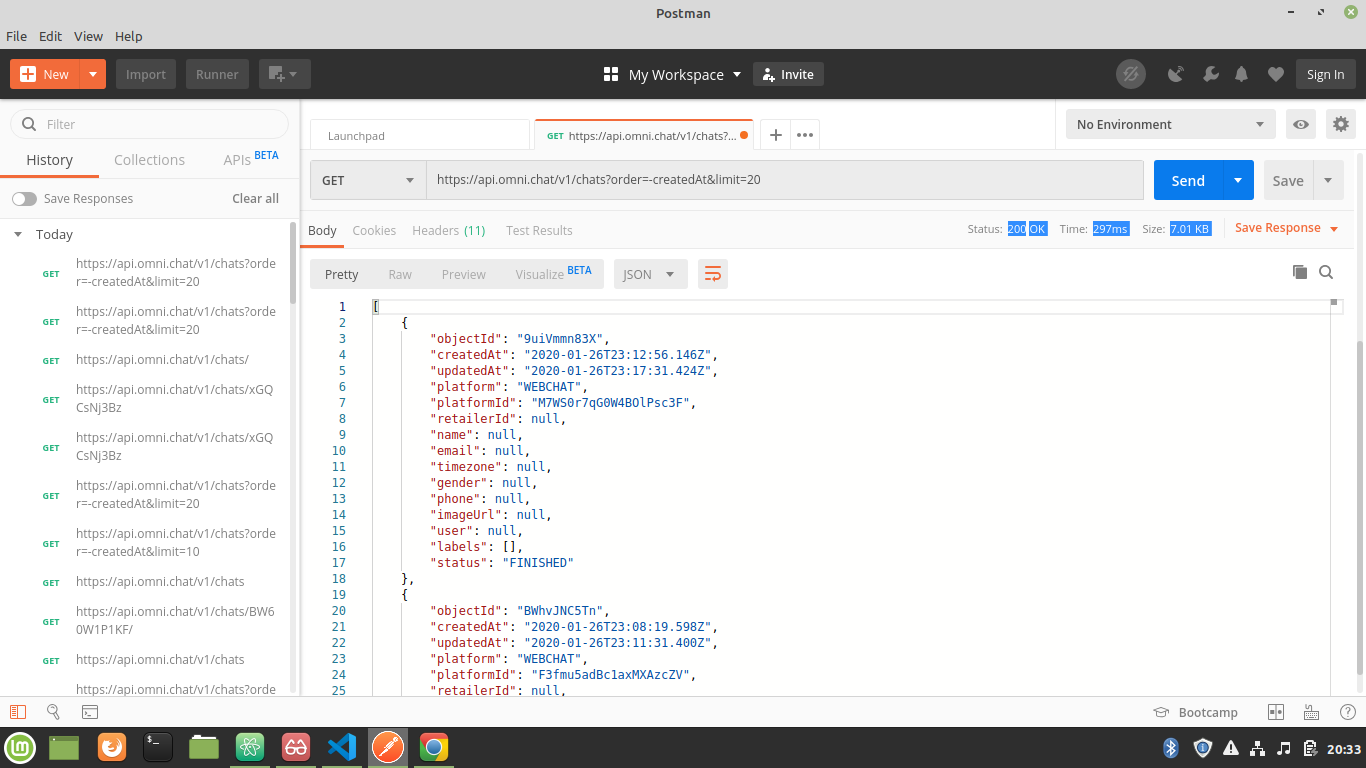 Postman
File Edit View Help
New Import Runner My Workspace Invite Sign In
Filter
History Collections APIs BETA
Save Responses Clear all
Today
GET https://api.omni.chat/v1/chats?orde
r=-createdAt&limit=20
GET https://api.omni.chat/v1/chats?orde
r=-createdAt&limit=20
GET https://api.omni.chat/v1/chats/
GET https://api.omni.chat/v1/chats/xGQ
CsNj3Bz
GET https://api.omni.chat/v1/chats/xGQ
CsNj3Bz
GET https://api.omni.chat/v1/chats?orde
r=-createdAt&limit=20
GET https://api.omni.chat/v1/chats?orde
r=-createdAt&limit=10
GET https://api.omni.chat/v1/chats
GET https://api.omni.chat/v1/chats/BW6
0W1P1KF/
GET https://api.omni.chat/v1/chats
https://api.omni.chat/v1/chats?orde
Launchpad GET https://api.omni.chat/v1/chats?... No Environment
GET https://api.omni.chat/v1/chats?order=-createdAt&limit=20 Send Save
Body Cookies Headers (11) Test Results Status: 200 OK Time: 297ms Size: 7.01 KB Save Response
Pretty Raw Preview Visualize BETA JSON
1 [
2 {
3 "objectId": "9uiVmmn83X",
4 "createdAt": "2020-01-26T23:12:56.146Z",
5 "updatedAt": "2020-01-26T23:17:31.424Z",
6 "platform": "WEBCHAT",
7 "platformId": "M7WS0r7qG0W4BOlPsc3F",
8 "retailerId": null,
9 "name": null,
10 "email": null,
11 "timezone": null,
12 "gender": null,
13 "phone": null,
14 "imageUrl": null,
15 "user": null,
16 "labels": [],
17 "status": "FINISHED"
18 },
19 {
20 "objectId": "BWhvJNC5Tn",
21 "createdAt": "2020-01-26T23:08:19.598Z",
22 "updatedAt": "2020-01-26T23:11:31.400Z",
23 "platform": "WEBCHAT",
24 "platformId": "F3fmu5adBc1axMXAzcZV",
25 "retailerId": null,
Bootcamp
20:33